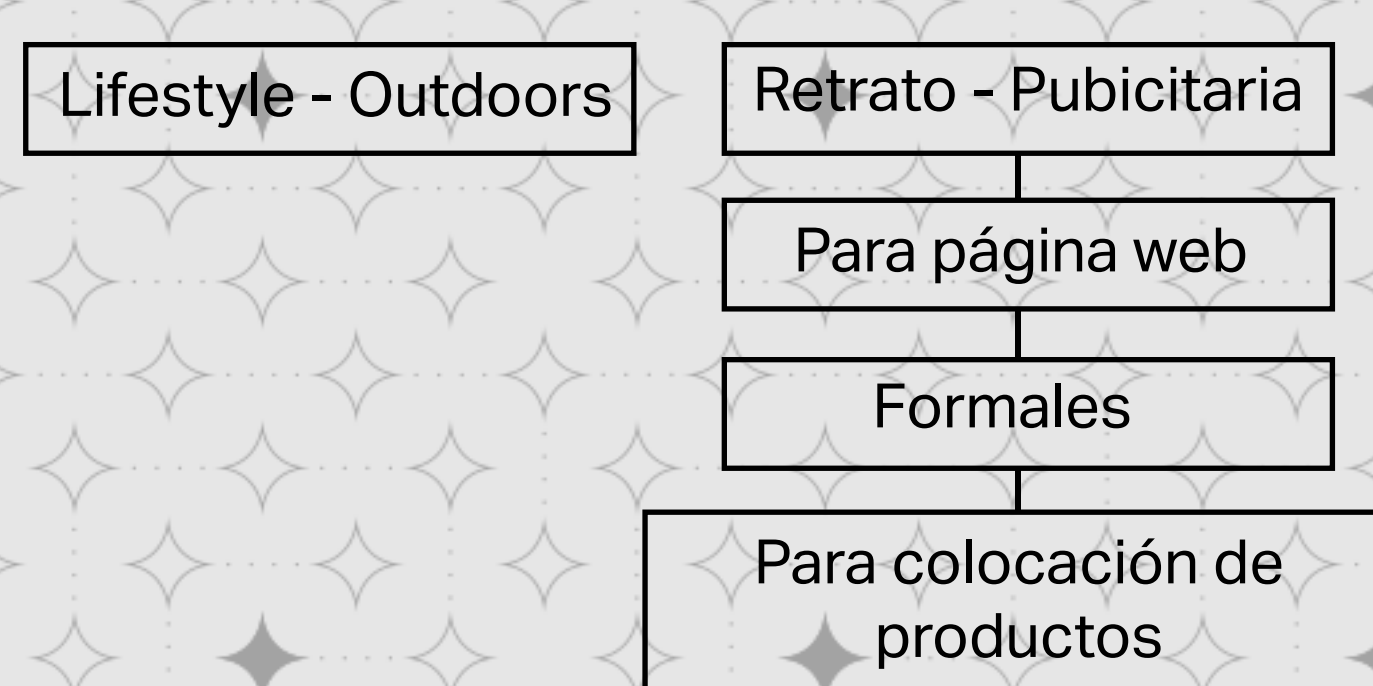 Lifestyle - Outdoors
Retrato - Pubicitaria
Para página web
Formales
Para colocación de
productos